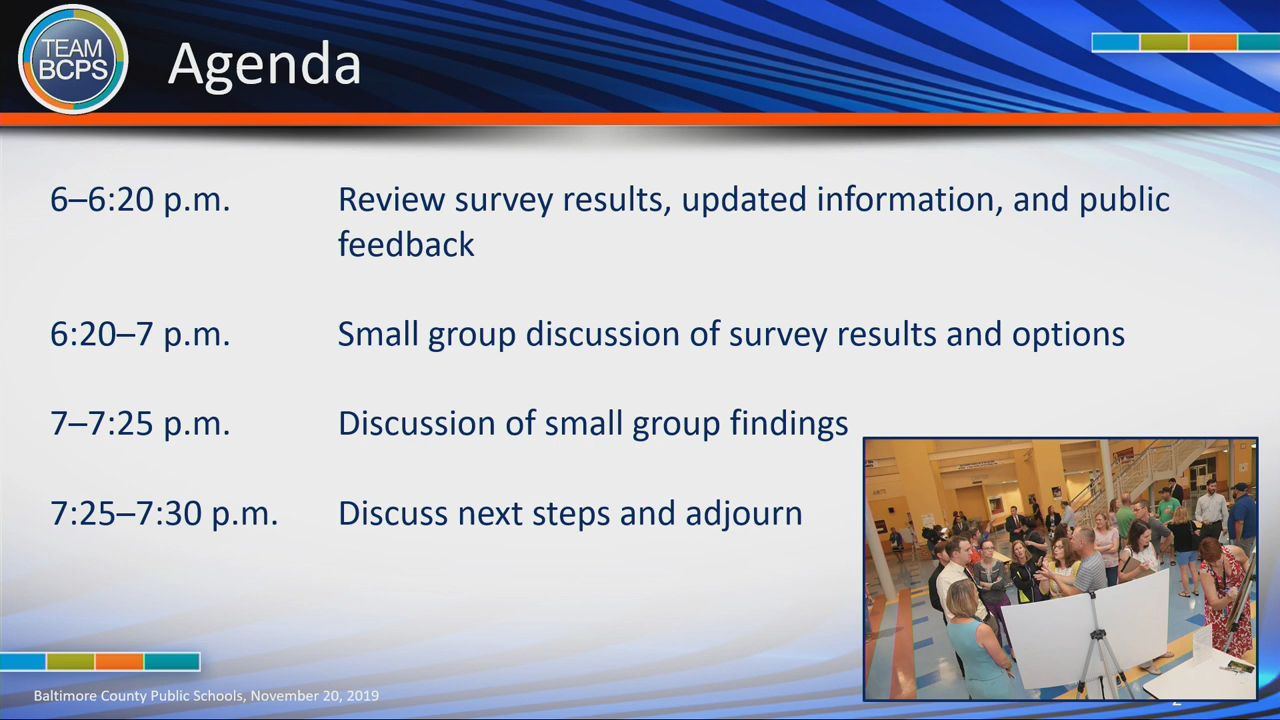 TEAM
BCPS
Agenda
6–6:20 p.m.
Review survey results, updated information, and public
feedback
6:20–7 p.m.
Small group discussion of survey results and options
7–7:25 p.m.
Discussion of small group findings
7:25–7:30 p.m.
Discuss next steps and adjourn
ARTS
Baltimore County Public Schools, November 20, 2019